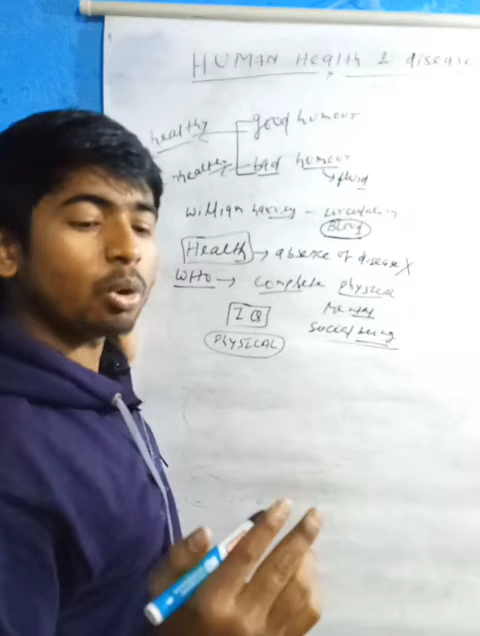 HUMAN Health & disease
healthy good humour
healthy bad humour
fluid
William harvey - circulation
Blood
Health → absence of disease X
WHO → complete physical
Mental
IQ
Social being
PHYSICAL